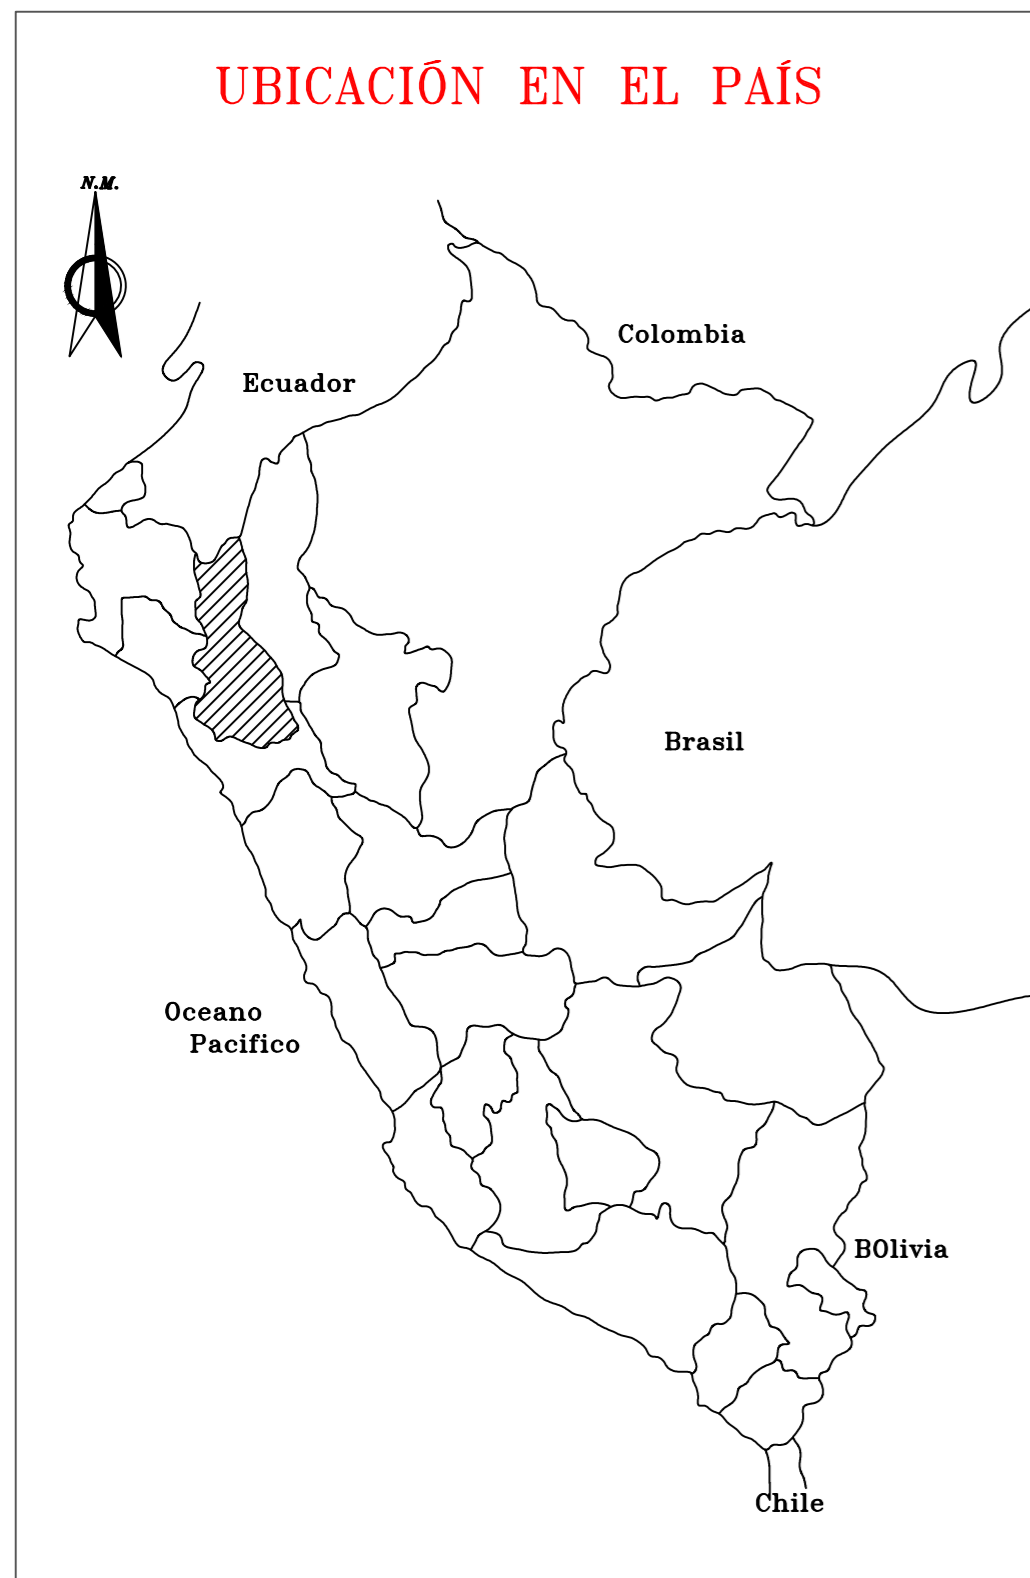 UBICACIÓN EN EL PAÍS
N.M.
Colombia
Ecuador
Brasil
Oceano
Pacifico
BOlivia
Chile